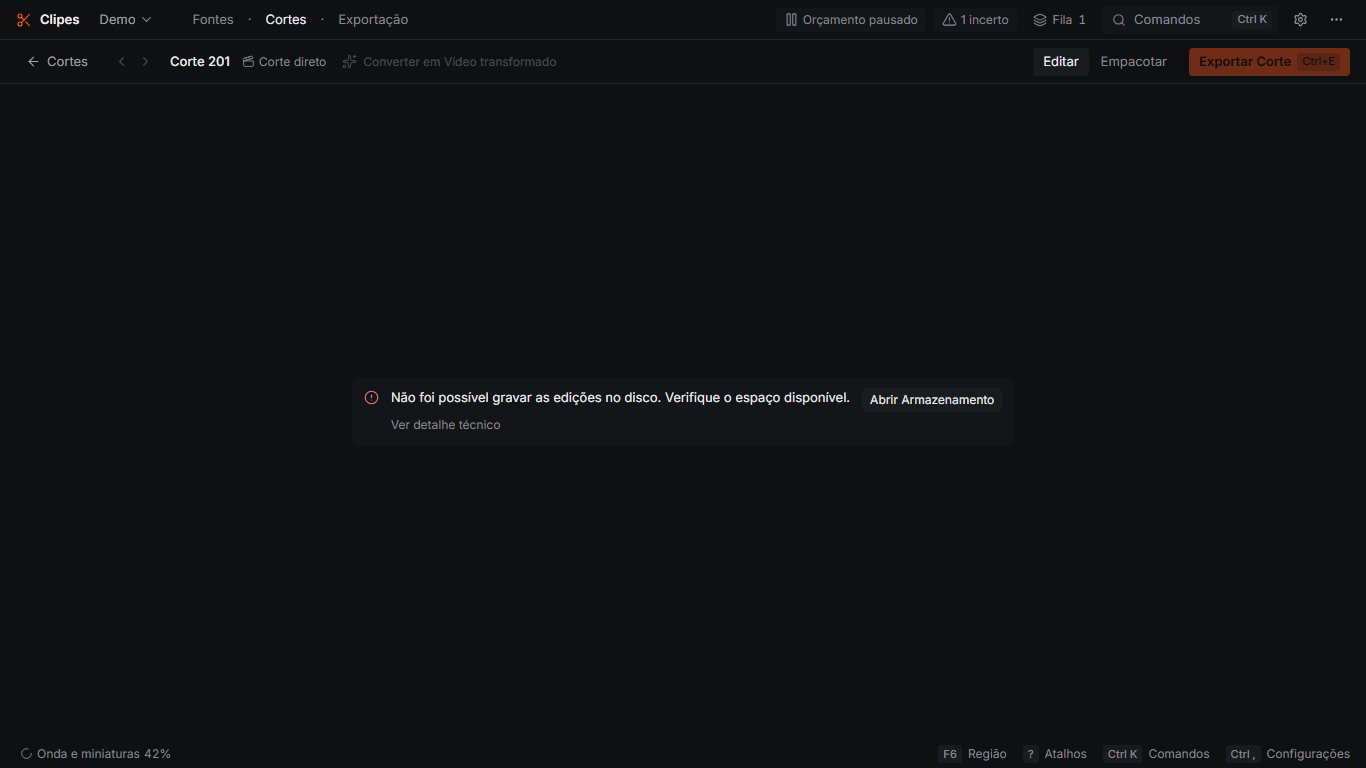 Clipes Demo Fontes · Cortes · Exportação Orçamento pausado 1 incerto Fila 1 Comandos Ctrl K
Cortes Corte 201 Corte direto Converter em Vídeo transformado Editar Empacotar Exportar Corte Ctrl+E
Não foi possível gravar as edições no disco. Verifique o espaço disponível. Abrir Armazenamento
Ver detalhe técnico
Onda e miniaturas 42% F6 Região ? Atalhos Ctrl K Comandos Ctrl , Configurações